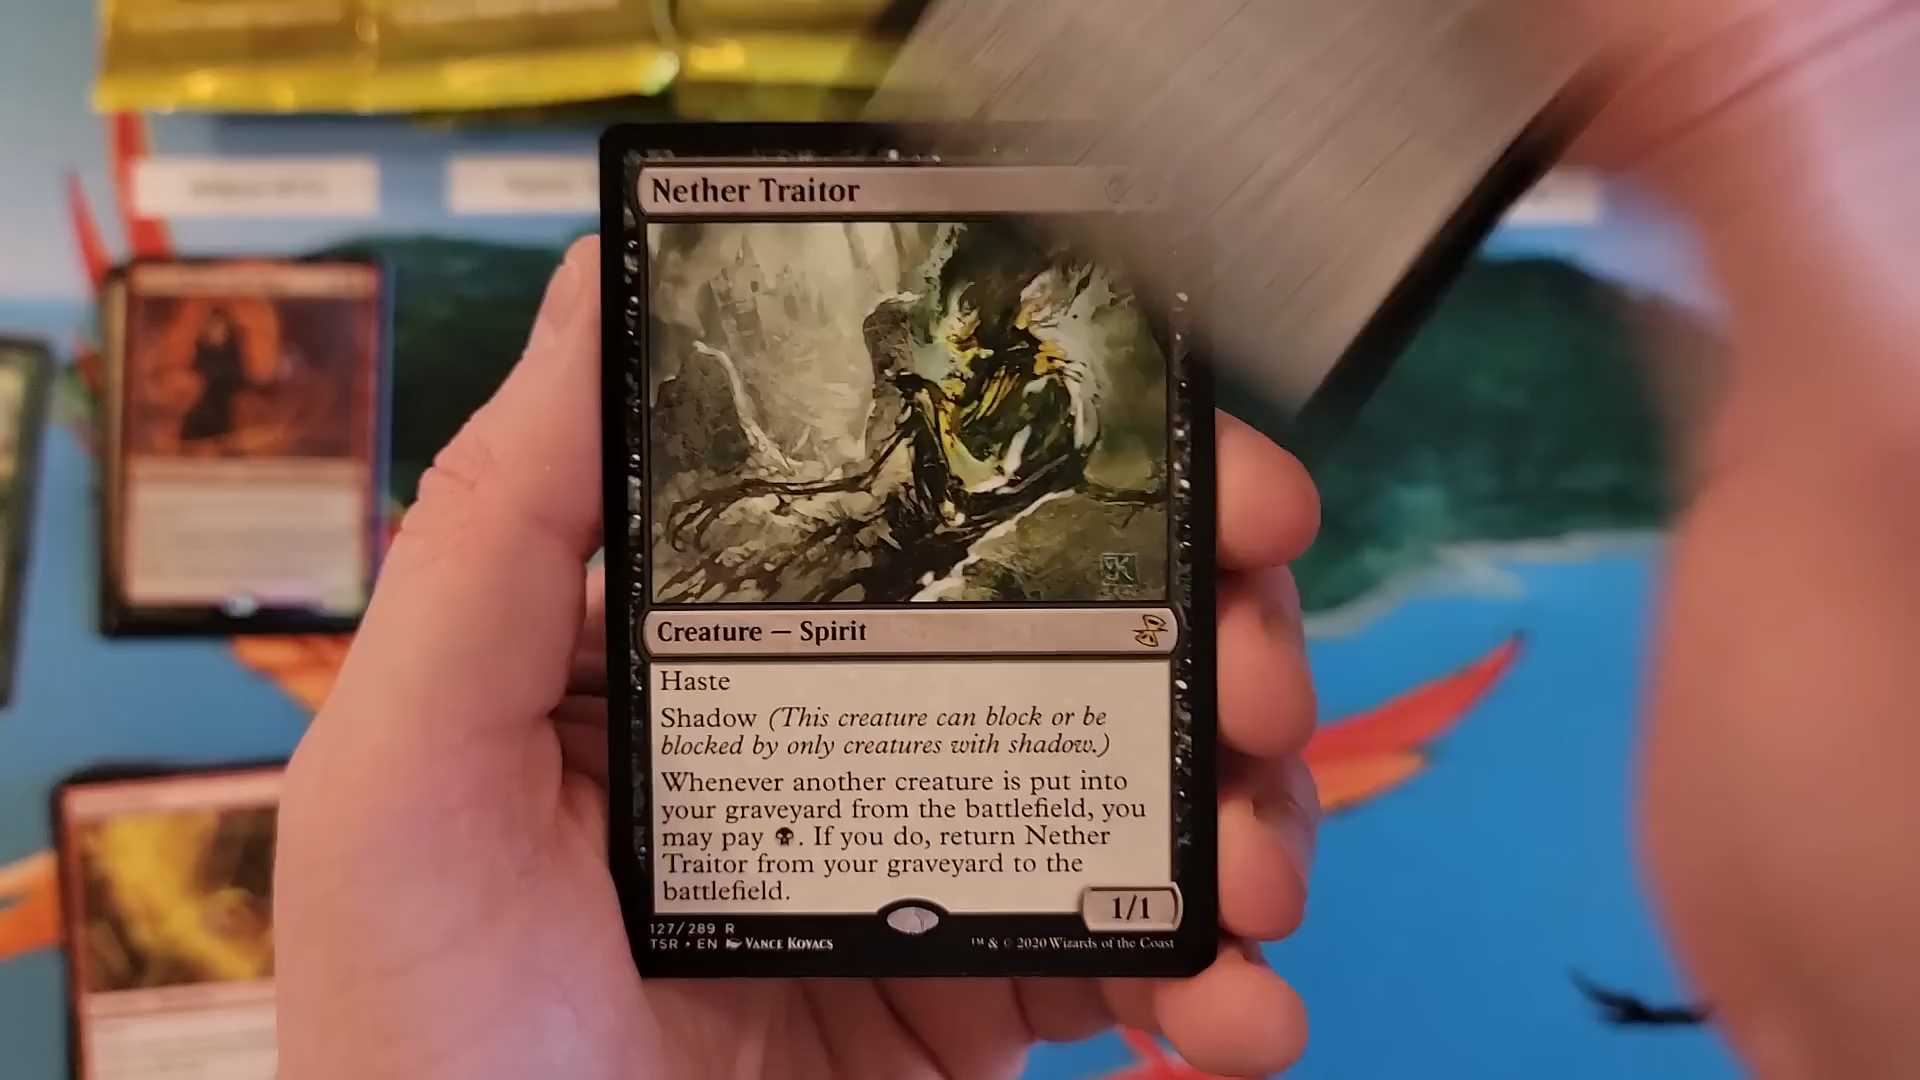 Nether Traitor
Creature — Spirit
Haste
Shadow (This creature can block or be
blocked by only creatures with shadow.)
Whenever another creature is put into
your graveyard from the battlefield, you
may pay . If you do, return Nether
Traitor from your graveyard to the
battlefield.
1/1
127/289 R
TSR • EN VANCE KOVACS
™ & © 2020 Wizards of the Coast